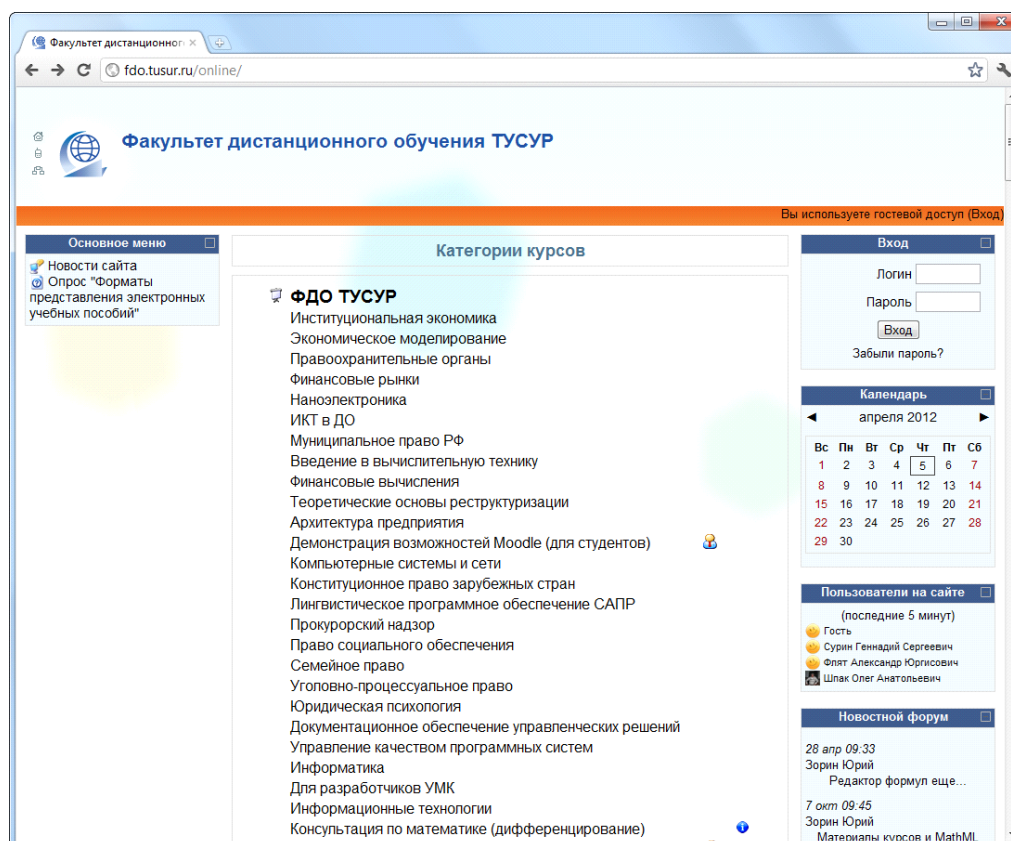 Факультет дистанционног
fdo.tusur.ru/online/
Факультет дистанционного обучения ТУСУР
Вы используете гостевой доступ (Вход)
Основное меню
Новости сайта
Опрос "Форматы
представления электронных
учебных пособий"
Категории курсов
ФДО ТУСУР
Институциональная экономика
Экономическое моделирование
Правоохранительные органы
Финансовые рынки
Наноэлектроника
ИКТ в ДО
Муниципальное право РФ
Введение в вычислительную технику
Финансовые вычисления
Теоретические основы реструктуризации
Архитектура предприятия
Демонстрация возможностей Moodle (для студентов)
Компьютерные системы и сети
Конституционное право зарубежных стран
Лингвистическое программное обеспечение САПР
Прокурорский надзор
Право социального обеспечения
Семейное право
Уголовно-процессуальное право
Юридическая психология
Документационное обеспечение управленческих решений
Управление качеством программных систем
Информатика
Для разработчиков УМК
Информационные технологии
Консультация по математике (дифференцирование)
Вход
Логин
Пароль
Вход
Забыли пароль?
Календарь
◄ апреля 2012 ►
Вс Пн Вт Ср Чт Пт Сб
1 2 3 4 5 6 7
8 9 10 11 12 13 14
15 16 17 18 19 20 21
22 23 24 25 26 27 28
29 30
Пользователи на сайте
(последние 5 минут)
Гость
Сурин Геннадий Сергеевич
Флят Александр Юргисович
Шпак Олег Анатольевич
Новостной форум
28 апр 09:33
Зорин Юрий
Редактор формул еще...
7 окт 09:45
Зорин Юрий
Материалы курсов и MathML